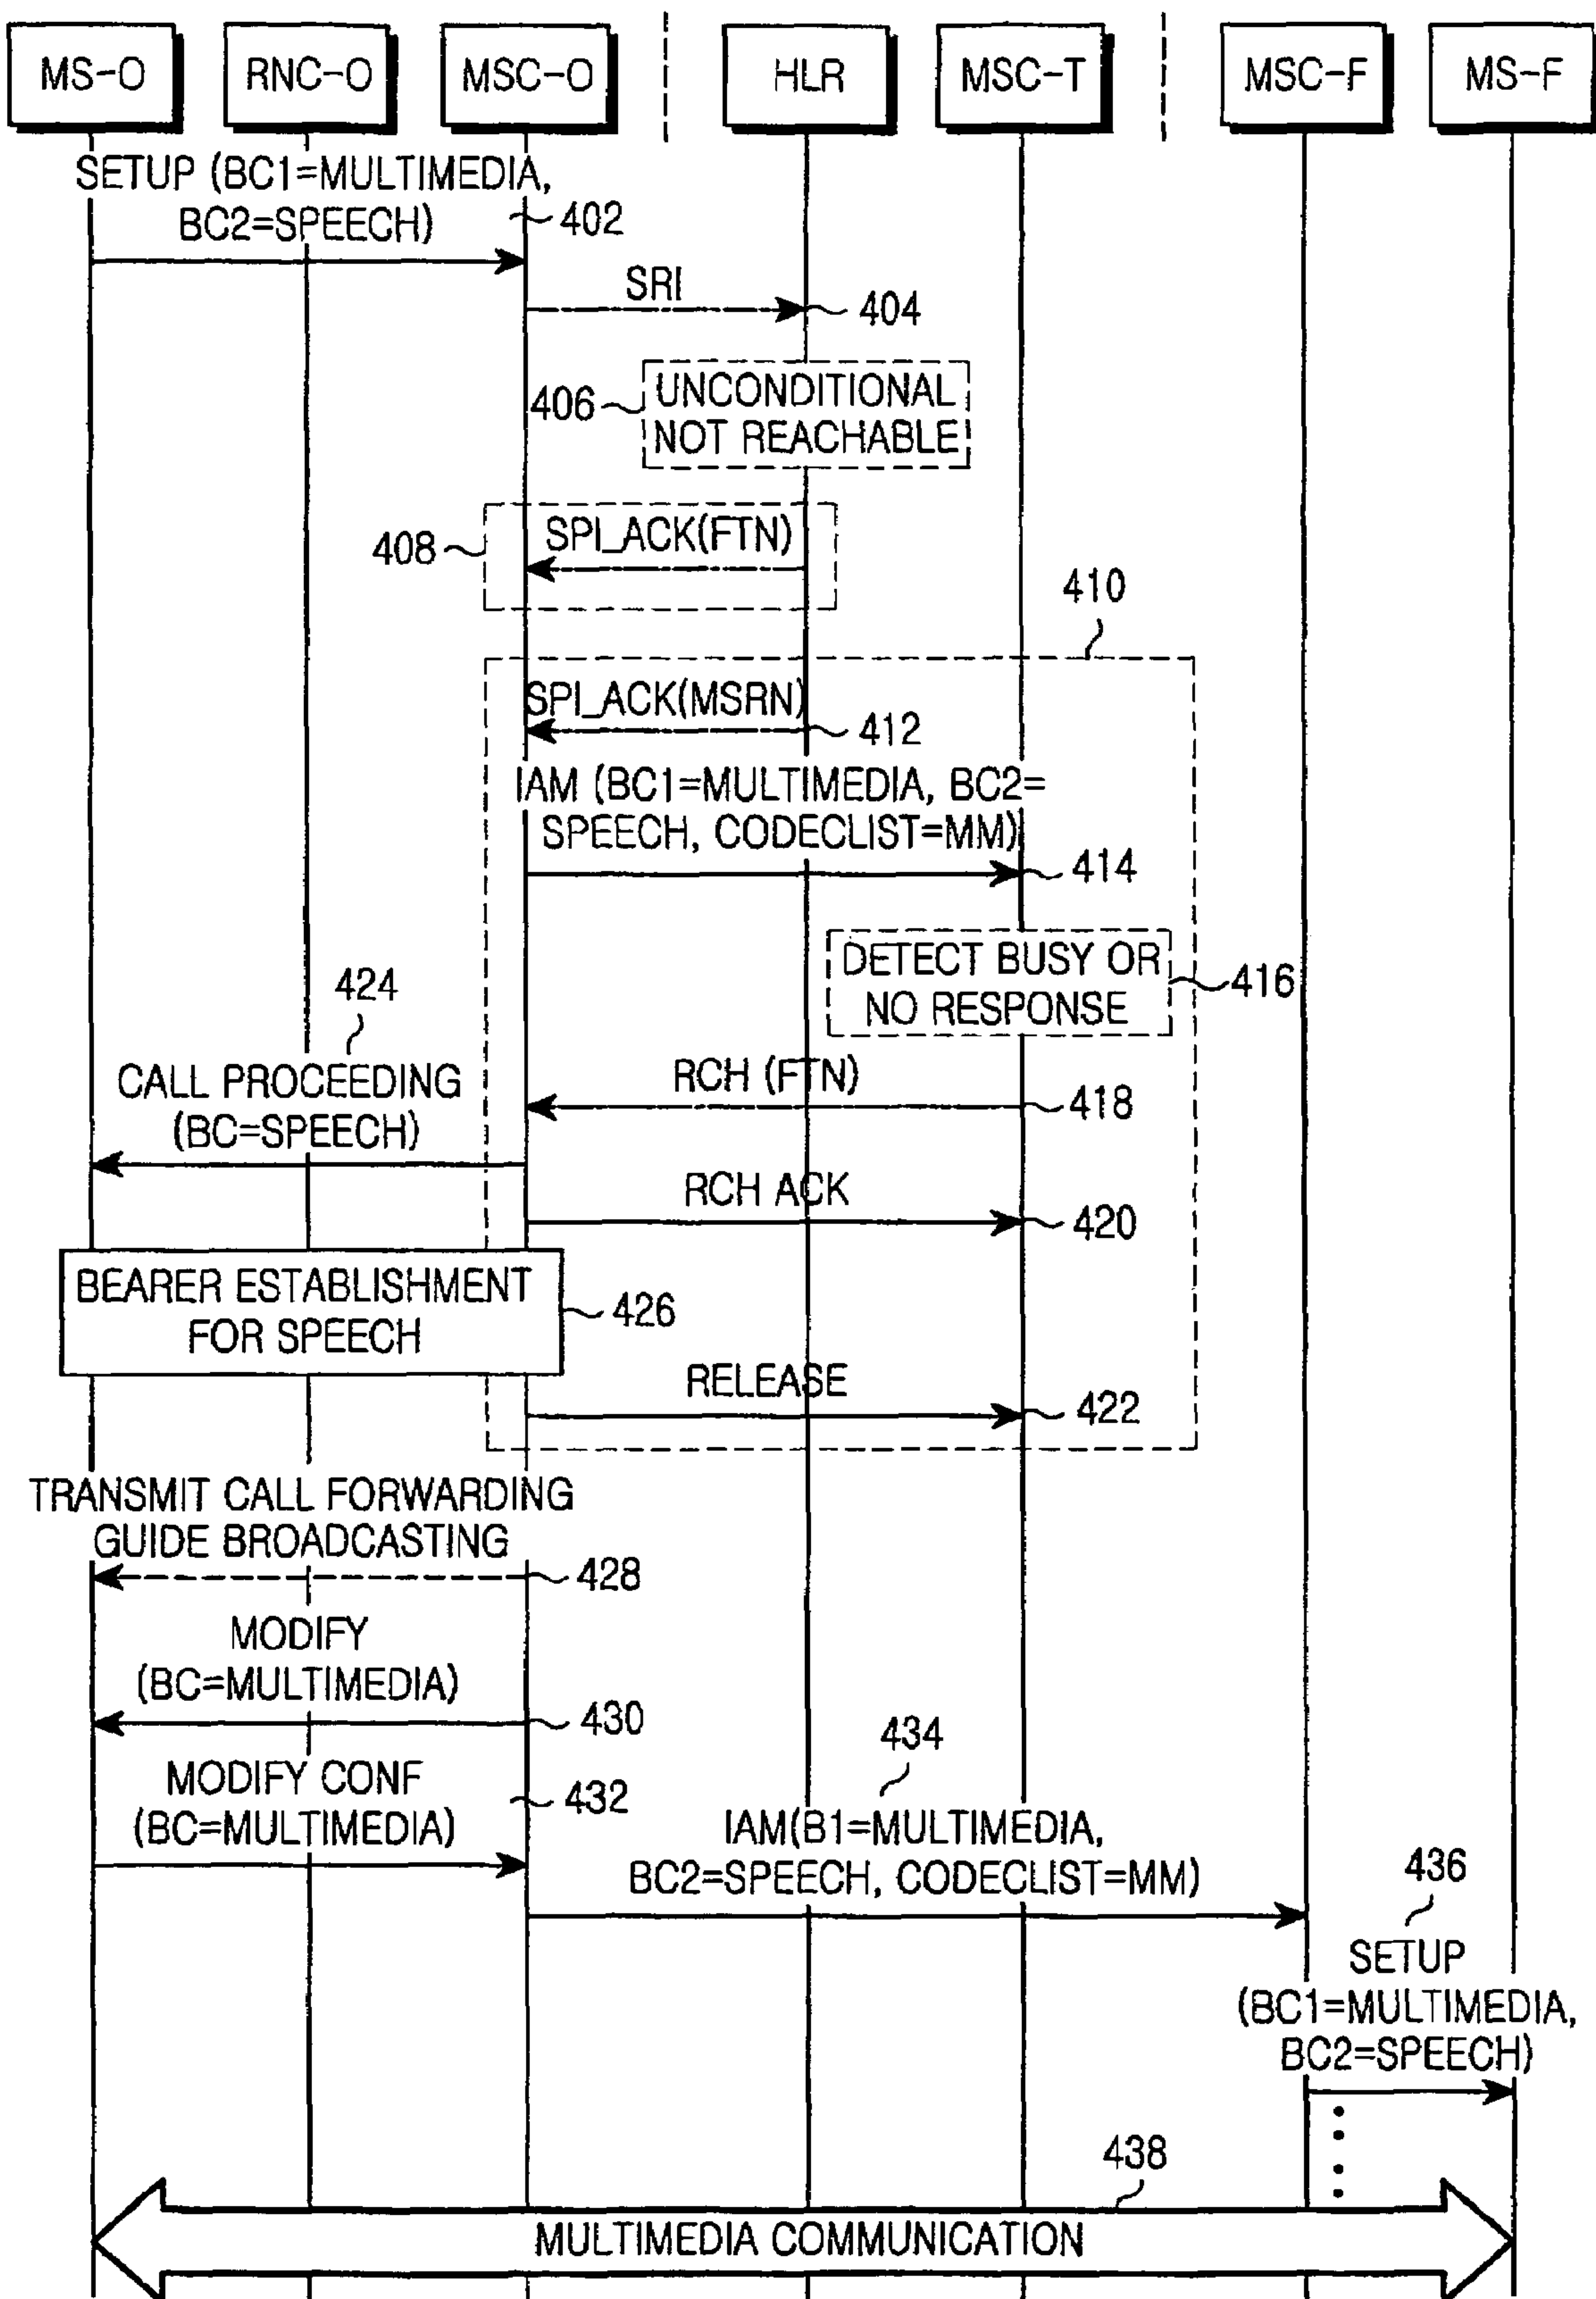 MS-O
RNC-O
MSC-O
HLR
MSC-T
MSC-F
MS-F
SETUP (BC1=MULTIMEDIA,
BC2=SPEECH)
402
SRI
404
406
UNCONDITIONAL
NOT REACHABLE
408
SPI_ACK(FTN)
410
SPI_ACK(MSRN)
412
IAM (BC1=MULTIMEDIA, BC2=
SPEECH, CODECLIST=MM)
414
DETECT BUSY OR
NO RESPONSE
416
424
CALL PROCEEDING
(BC=SPEECH)
RCH (FTN)
418
RCH ACK
420
BEARER ESTABLISHMENT
FOR SPEECH
426
RELEASE
422
TRANSMIT CALL FORWARDING
GUIDE BROADCASTING
428
MODIFY
(BC=MULTIMEDIA)
430
MODIFY CONF
(BC=MULTIMEDIA)
432
434
IAM(B1=MULTIMEDIA,
BC2=SPEECH, CODECLIST=MM)
436
SETUP
(BC1=MULTIMEDIA,
BC2=SPEECH)
438
MULTIMEDIA COMMUNICATION